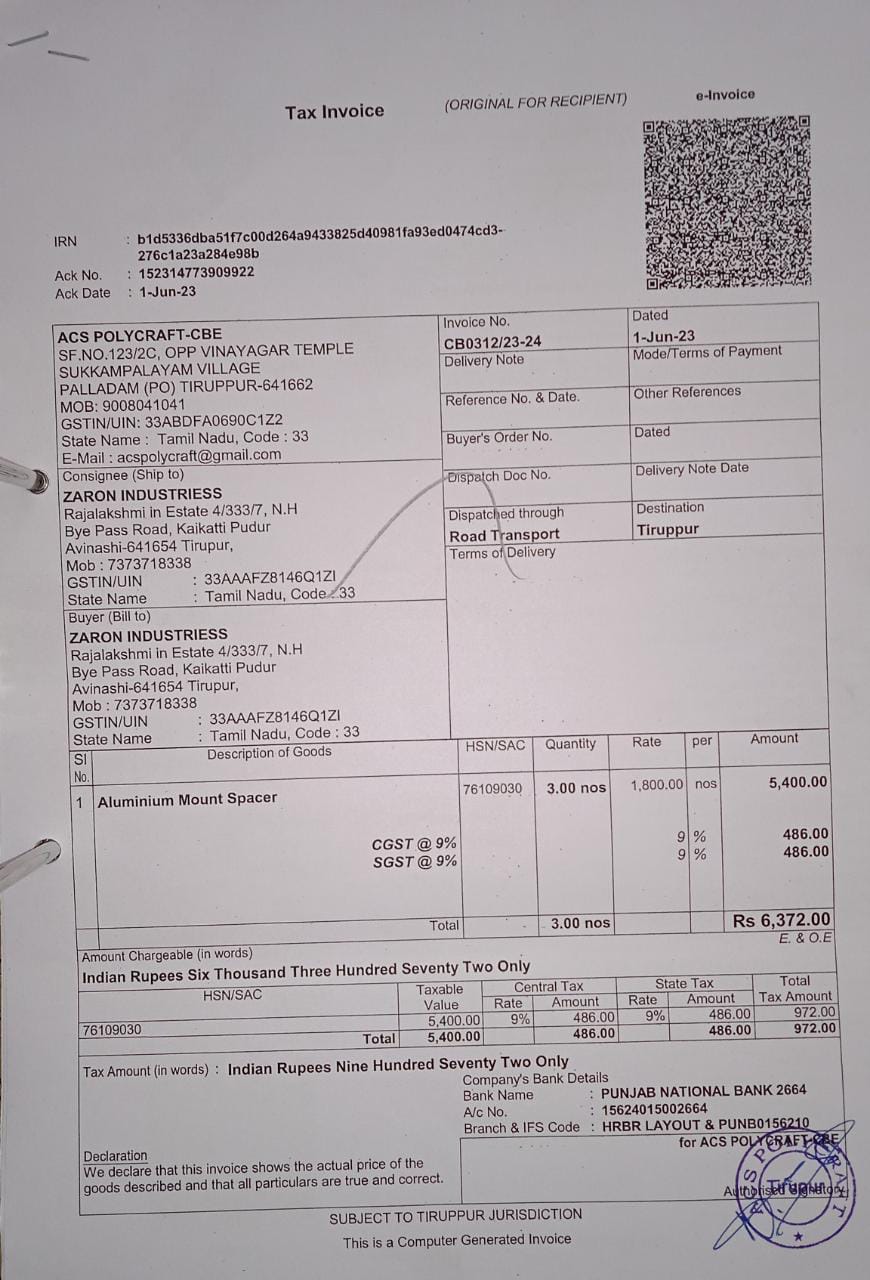 Tax Invoice
(ORIGINAL FOR RECIPIENT)
e-Invoice
IRN : b1d5336dba51f7c00d264a9433825d40981fa93ed0474cd3-
276c1a23a284e98b
Ack No. : 152314773909922
Ack Date : 1-Jun-23
ACS POLYCRAFT-CBE
SF.NO.123/2C, OPP VINAYAGAR TEMPLE
SUKKAMPALAYAM VILLAGE
PALLADAM (PO) TIRUPPUR-641662
MOB: 9008041041
GSTIN/UIN: 33ABDFA0690C1Z2
State Name : Tamil Nadu, Code : 33
E-Mail : acspolycraft@gmail.com
Invoice No.
CB0312/23-24
Dated
1-Jun-23
Delivery Note
Mode/Terms of Payment
Reference No. & Date.
Other References
Buyer's Order No.
Dated
Dispatch Doc No.
Delivery Note Date
Dispatched through
Road Transport
Destination
Tiruppur
Terms of Delivery
Consignee (Ship to)
ZARON INDUSTRIESS
Rajalakshmi in Estate 4/333/7, N.H
Bye Pass Road, Kaikatti Pudur
Avinashi-641654 Tirupur,
Mob : 7373718338
GSTIN/UIN : 33AAAFZ8146Q1ZI
State Name : Tamil Nadu, Code : 33
Buyer (Bill to)
ZARON INDUSTRIESS
Rajalakshmi in Estate 4/333/7, N.H
Bye Pass Road, Kaikatti Pudur
Avinashi-641654 Tirupur,
Mob : 7373718338
GSTIN/UIN : 33AAAFZ8146Q1ZI
State Name : Tamil Nadu, Code : 33
Sl No. Description of Goods HSN/SAC Quantity Rate per Amount
1 Aluminium Mount Spacer 76109030 3.00 nos 1,800.00 nos 5,400.00
CGST @ 9% 9 % 486.00
SGST @ 9% 9 % 486.00
Total 3.00 nos Rs 6,372.00
Amount Chargeable (in words) E. & O.E
Indian Rupees Six Thousand Three Hundred Seventy Two Only
HSN/SAC Taxable Value Central Tax State Tax Total Tax Amount
Rate Amount Rate Amount
76109030 5,400.00 9% 486.00 9% 486.00 972.00
Total 5,400.00 486.00 486.00 972.00
Tax Amount (in words) : Indian Rupees Nine Hundred Seventy Two Only
Company's Bank Details
Bank Name : PUNJAB NATIONAL BANK 2664
A/c No. : 15624015002664
Branch & IFS Code : HRBR LAYOUT & PUNB0156210
for ACS POLYCRAFT-CBE
Declaration
We declare that this invoice shows the actual price of the
goods described and that all particulars are true and correct.
Authorised Signatory
Tiruppur
SUBJECT TO TIRUPPUR JURISDICTION
This is a Computer Generated Invoice